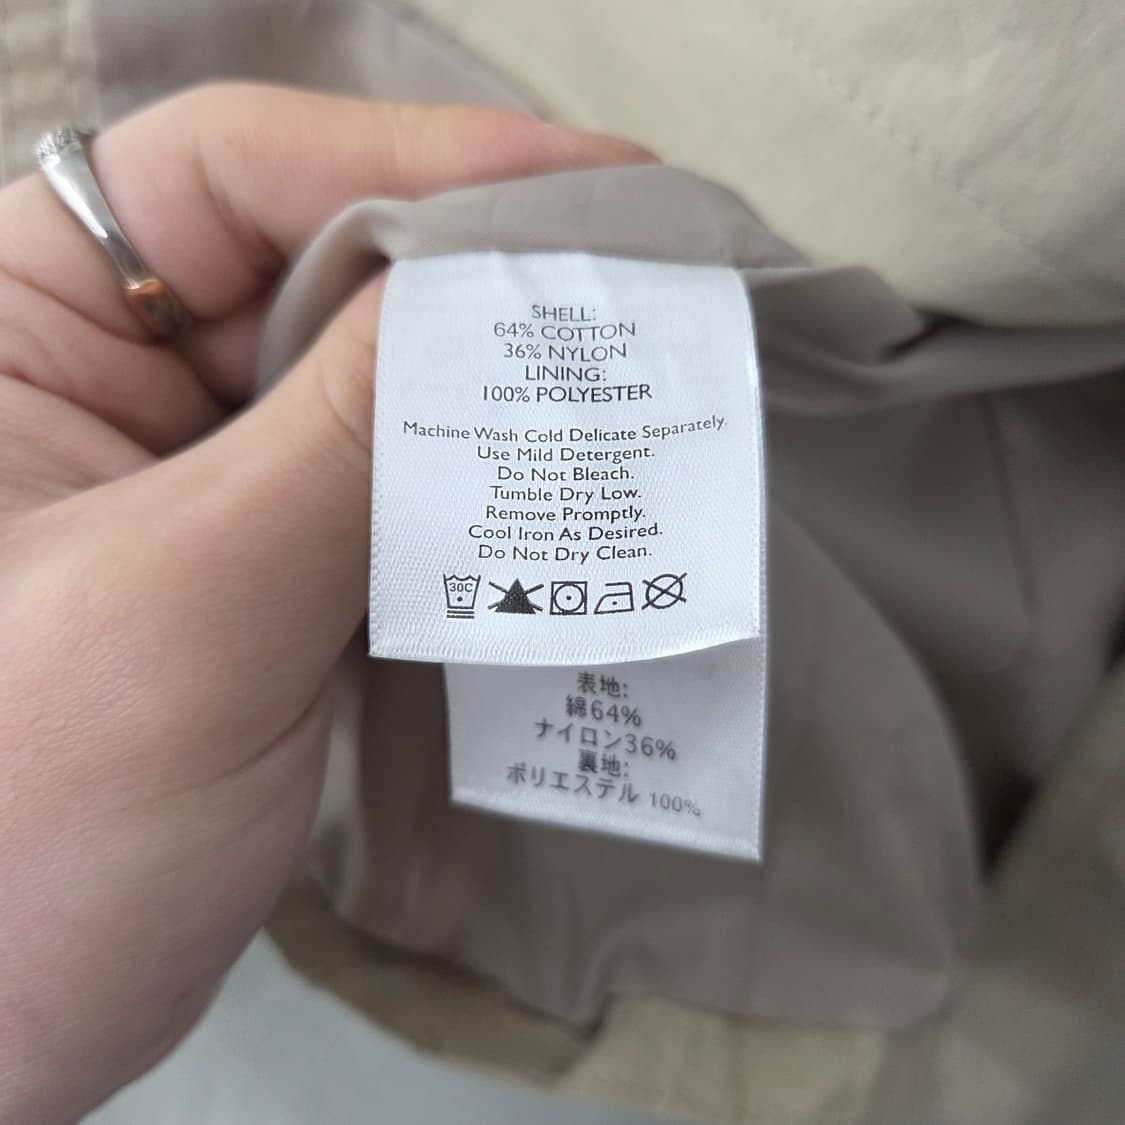 SHELL:
64% COTTON
36% NYLON
LINING:
100% POLYESTER
Machine Wash Cold Delicate Separately.
Use Mild Detergent.
Do Not Bleach.
Tumble Dry Low.
Remove Promptly.
Cool Iron As Desired.
Do Not Dry Clean.
30C
表地:
綿64%
ナイロン36%
裏地:
ポリエステル 100%